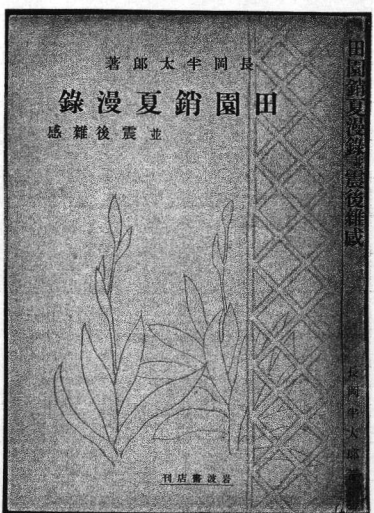 長岡半太郎著
田園銷夏漫錄
並震後雜感
岩波書店刊
田園銷夏漫錄 震後雜感
長岡半太郎